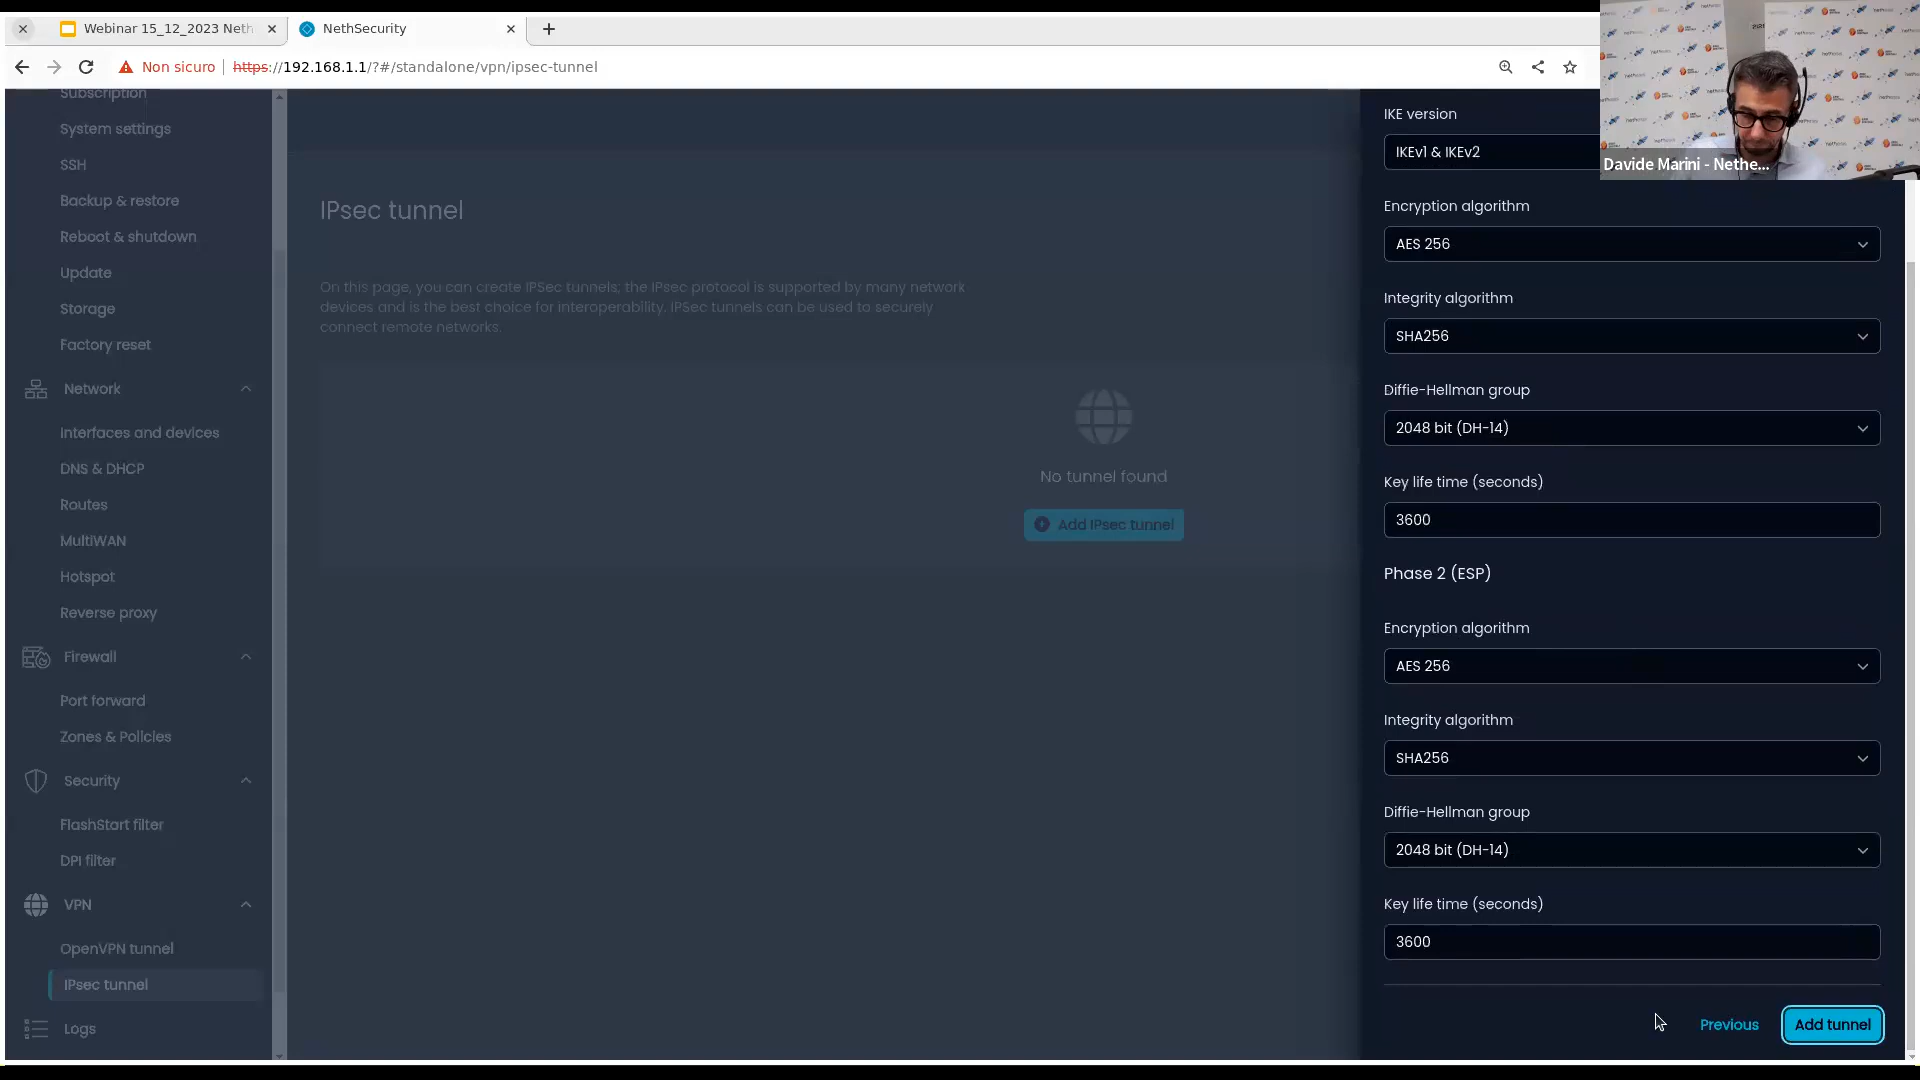 Webinar 15_12_2023 Neth
NethSecurity
Non sicuro
https://192.168.1.1/?#/standalone/vpn/ipsec-tunnel
Subscription
System settings
SSH
Backup & restore
Reboot & shutdown
Update
Storage
Factory reset
Network
Interfaces and devices
DNS & DHCP
Routes
MultiWAN
Hotspot
Reverse proxy
Firewall
Port forward
Zones & Policies
Security
FlashStart filter
DPI filter
VPN
OpenVPN tunnel
IPsec tunnel
Logs
IPsec tunnel
On this page, you can create IPSec tunnels; the IPsec protocol is supported by many network
devices and is the best choice for interoperability. IPSec tunnels can be used to securely
connect remote networks.
No tunnel found
Add IPsec tunnel
IKE version
IKEv1 & IKEv2
Encryption algorithm
AES 256
Integrity algorithm
SHA256
Diffie-Hellman group
2048 bit (DH-14)
Key life time (seconds)
3600
Phase 2 (ESP)
Encryption algorithm
AES 256
Integrity algorithm
SHA256
Diffie-Hellman group
2048 bit (DH-14)
Key life time (seconds)
3600
Previous
Add tunnel
Davide Marini - Nethe...